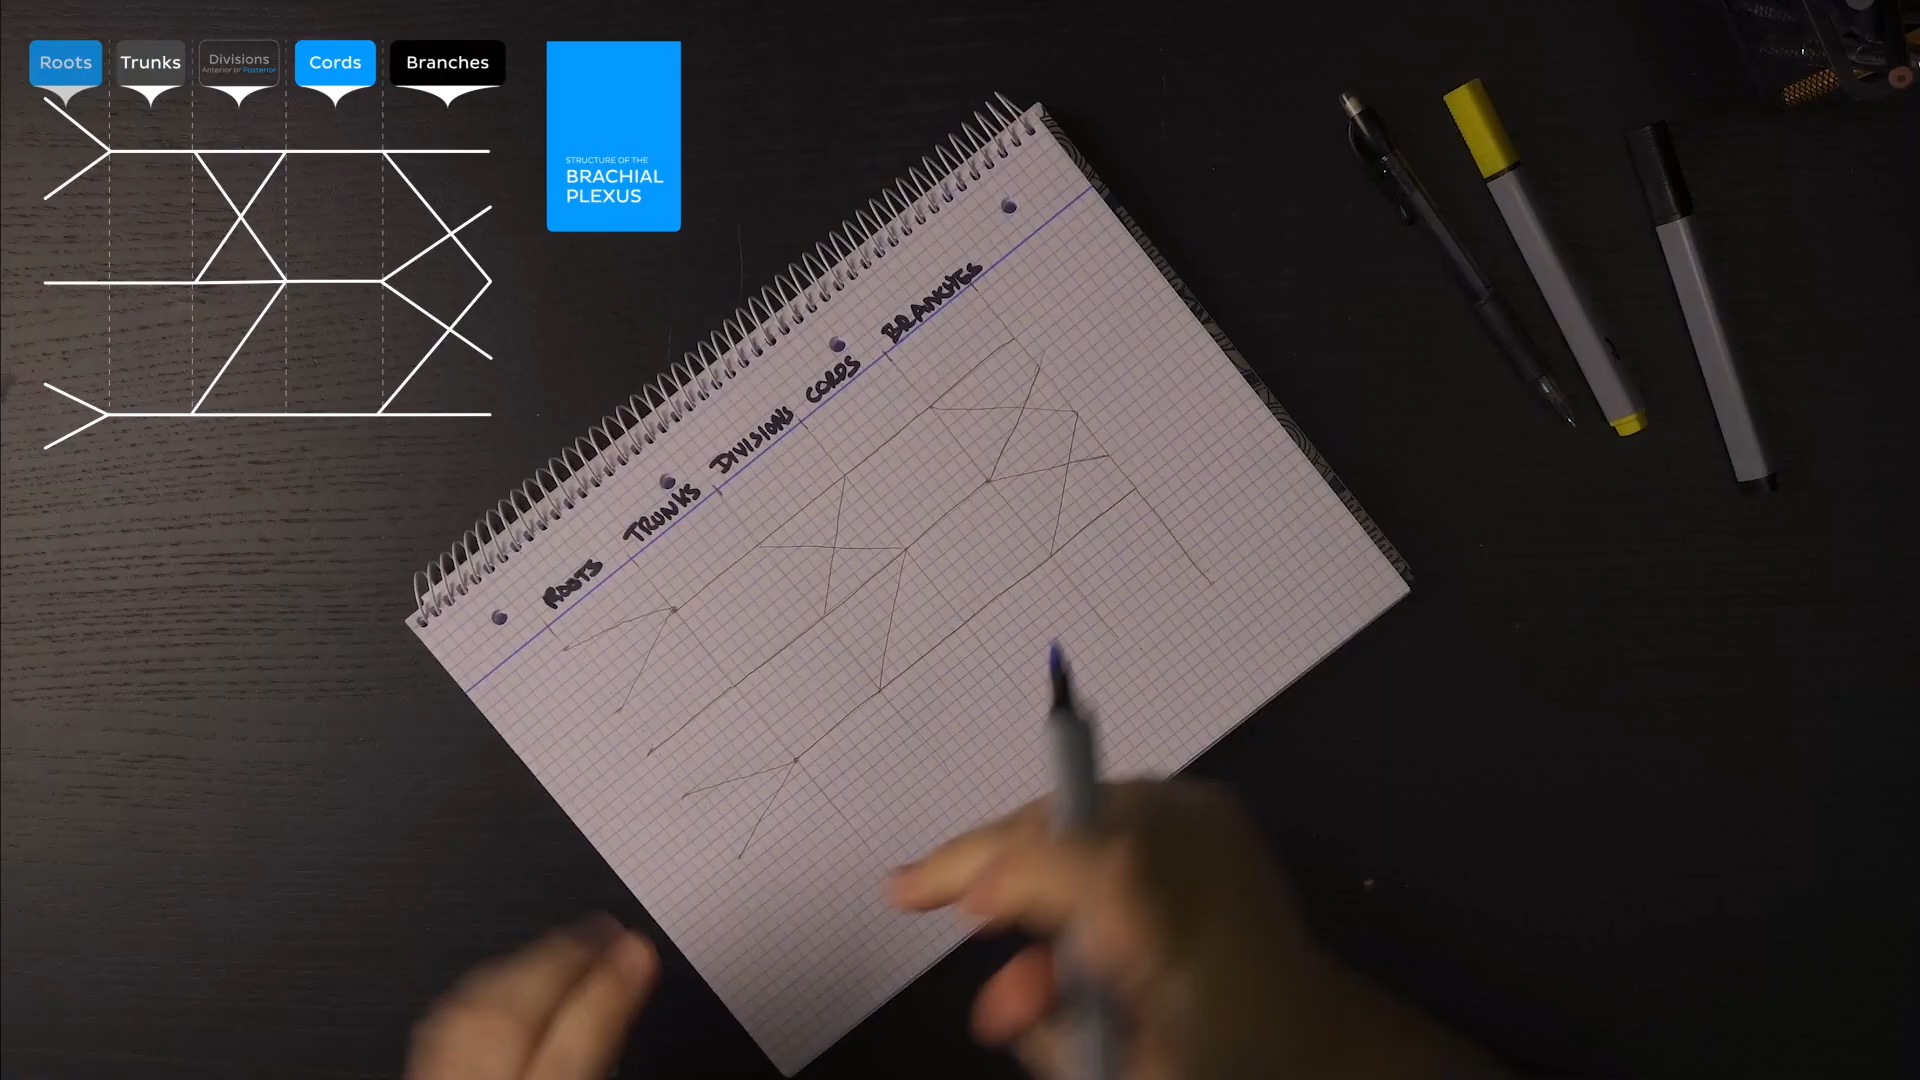 Roots
Trunks
Divisions
Anterior or Posterior
Cords
Branches
STRUCTURE OF THE
BRACHIAL
PLEXUS
ROOTS
TRUNKS
DIVISIONS
CORDS
BRANCHES